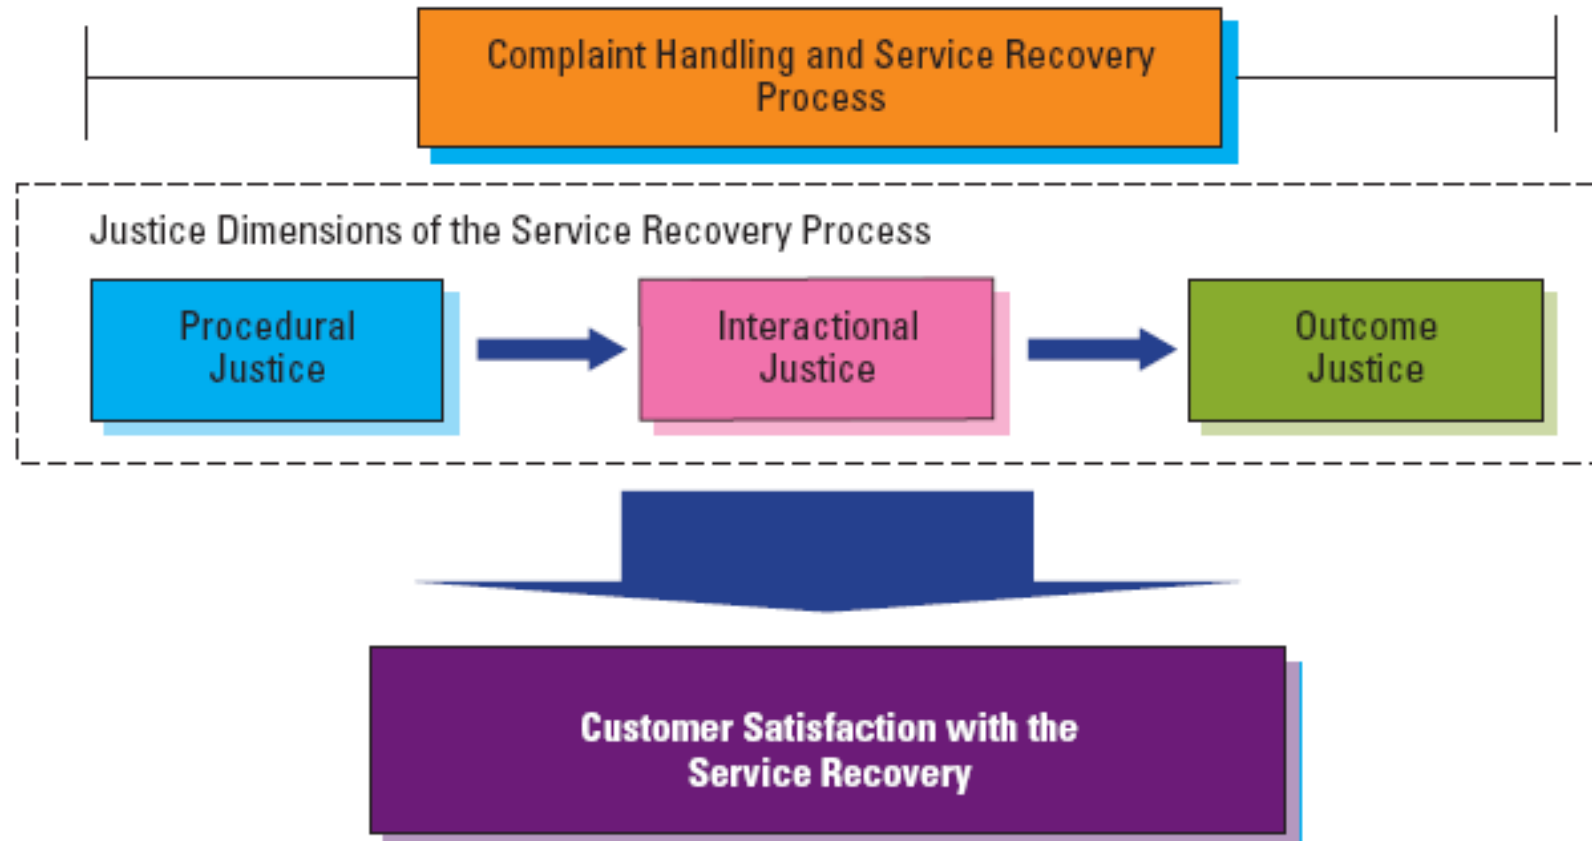 Complaint Handling and Service Recovery
Process
Justice Dimensions of the Service Recovery Process
Procedural
Justice
Interactional
Justice
Outcome
Justice
Customer Satisfaction with the
Service Recovery